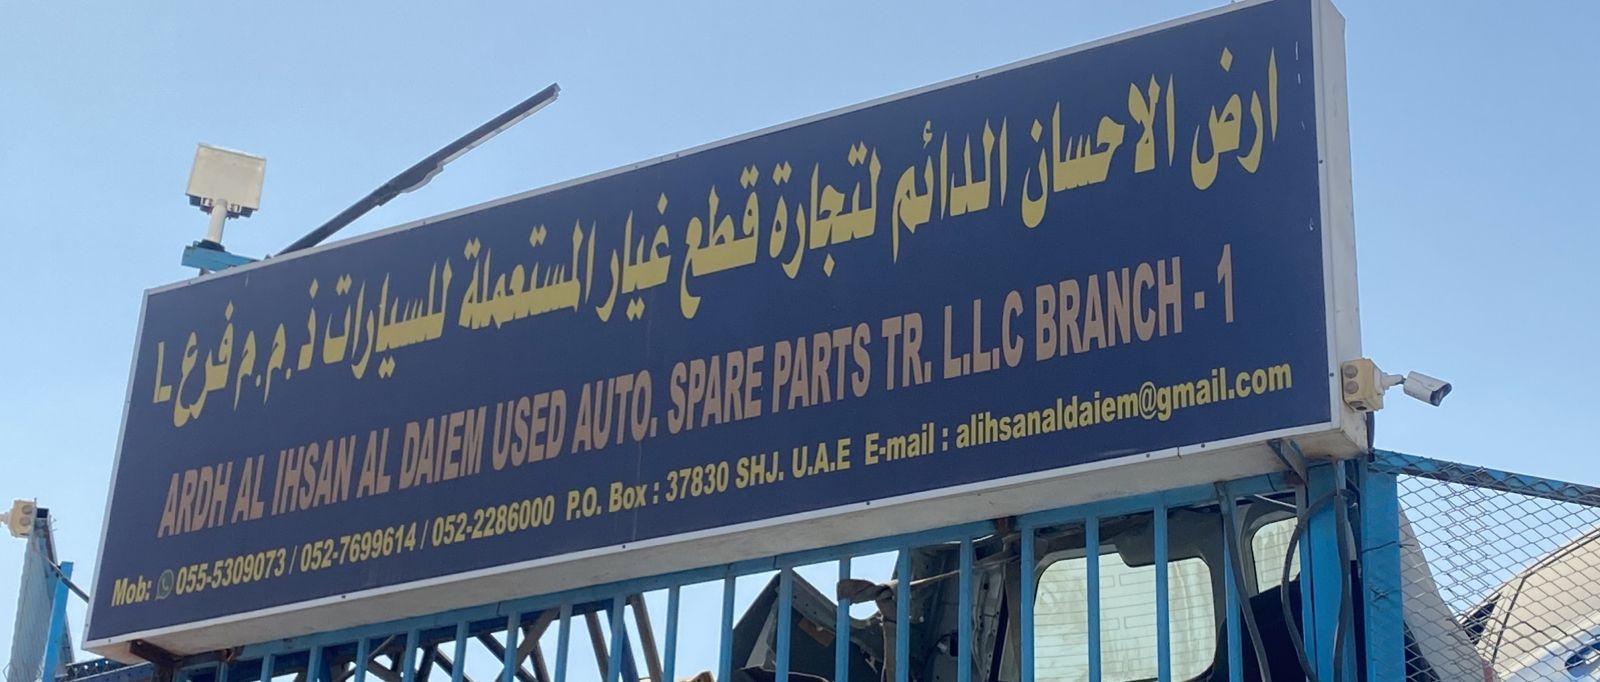 ارض الاحسان الدائم لتجارة قطع غيار المستعملة للسيارات ذ.م.م فرع ١-
ARDH AL IHSAN AL DAIEM USED AUTO. SPARE PARTS TR. L.L.C BRANCH - 1
Mob: 055-5309073 / 052-7699614 / 052-2286000 P.O. Box : 37830 SHJ. U.A.E E-mail : alihsanaldaiem@gmail.com